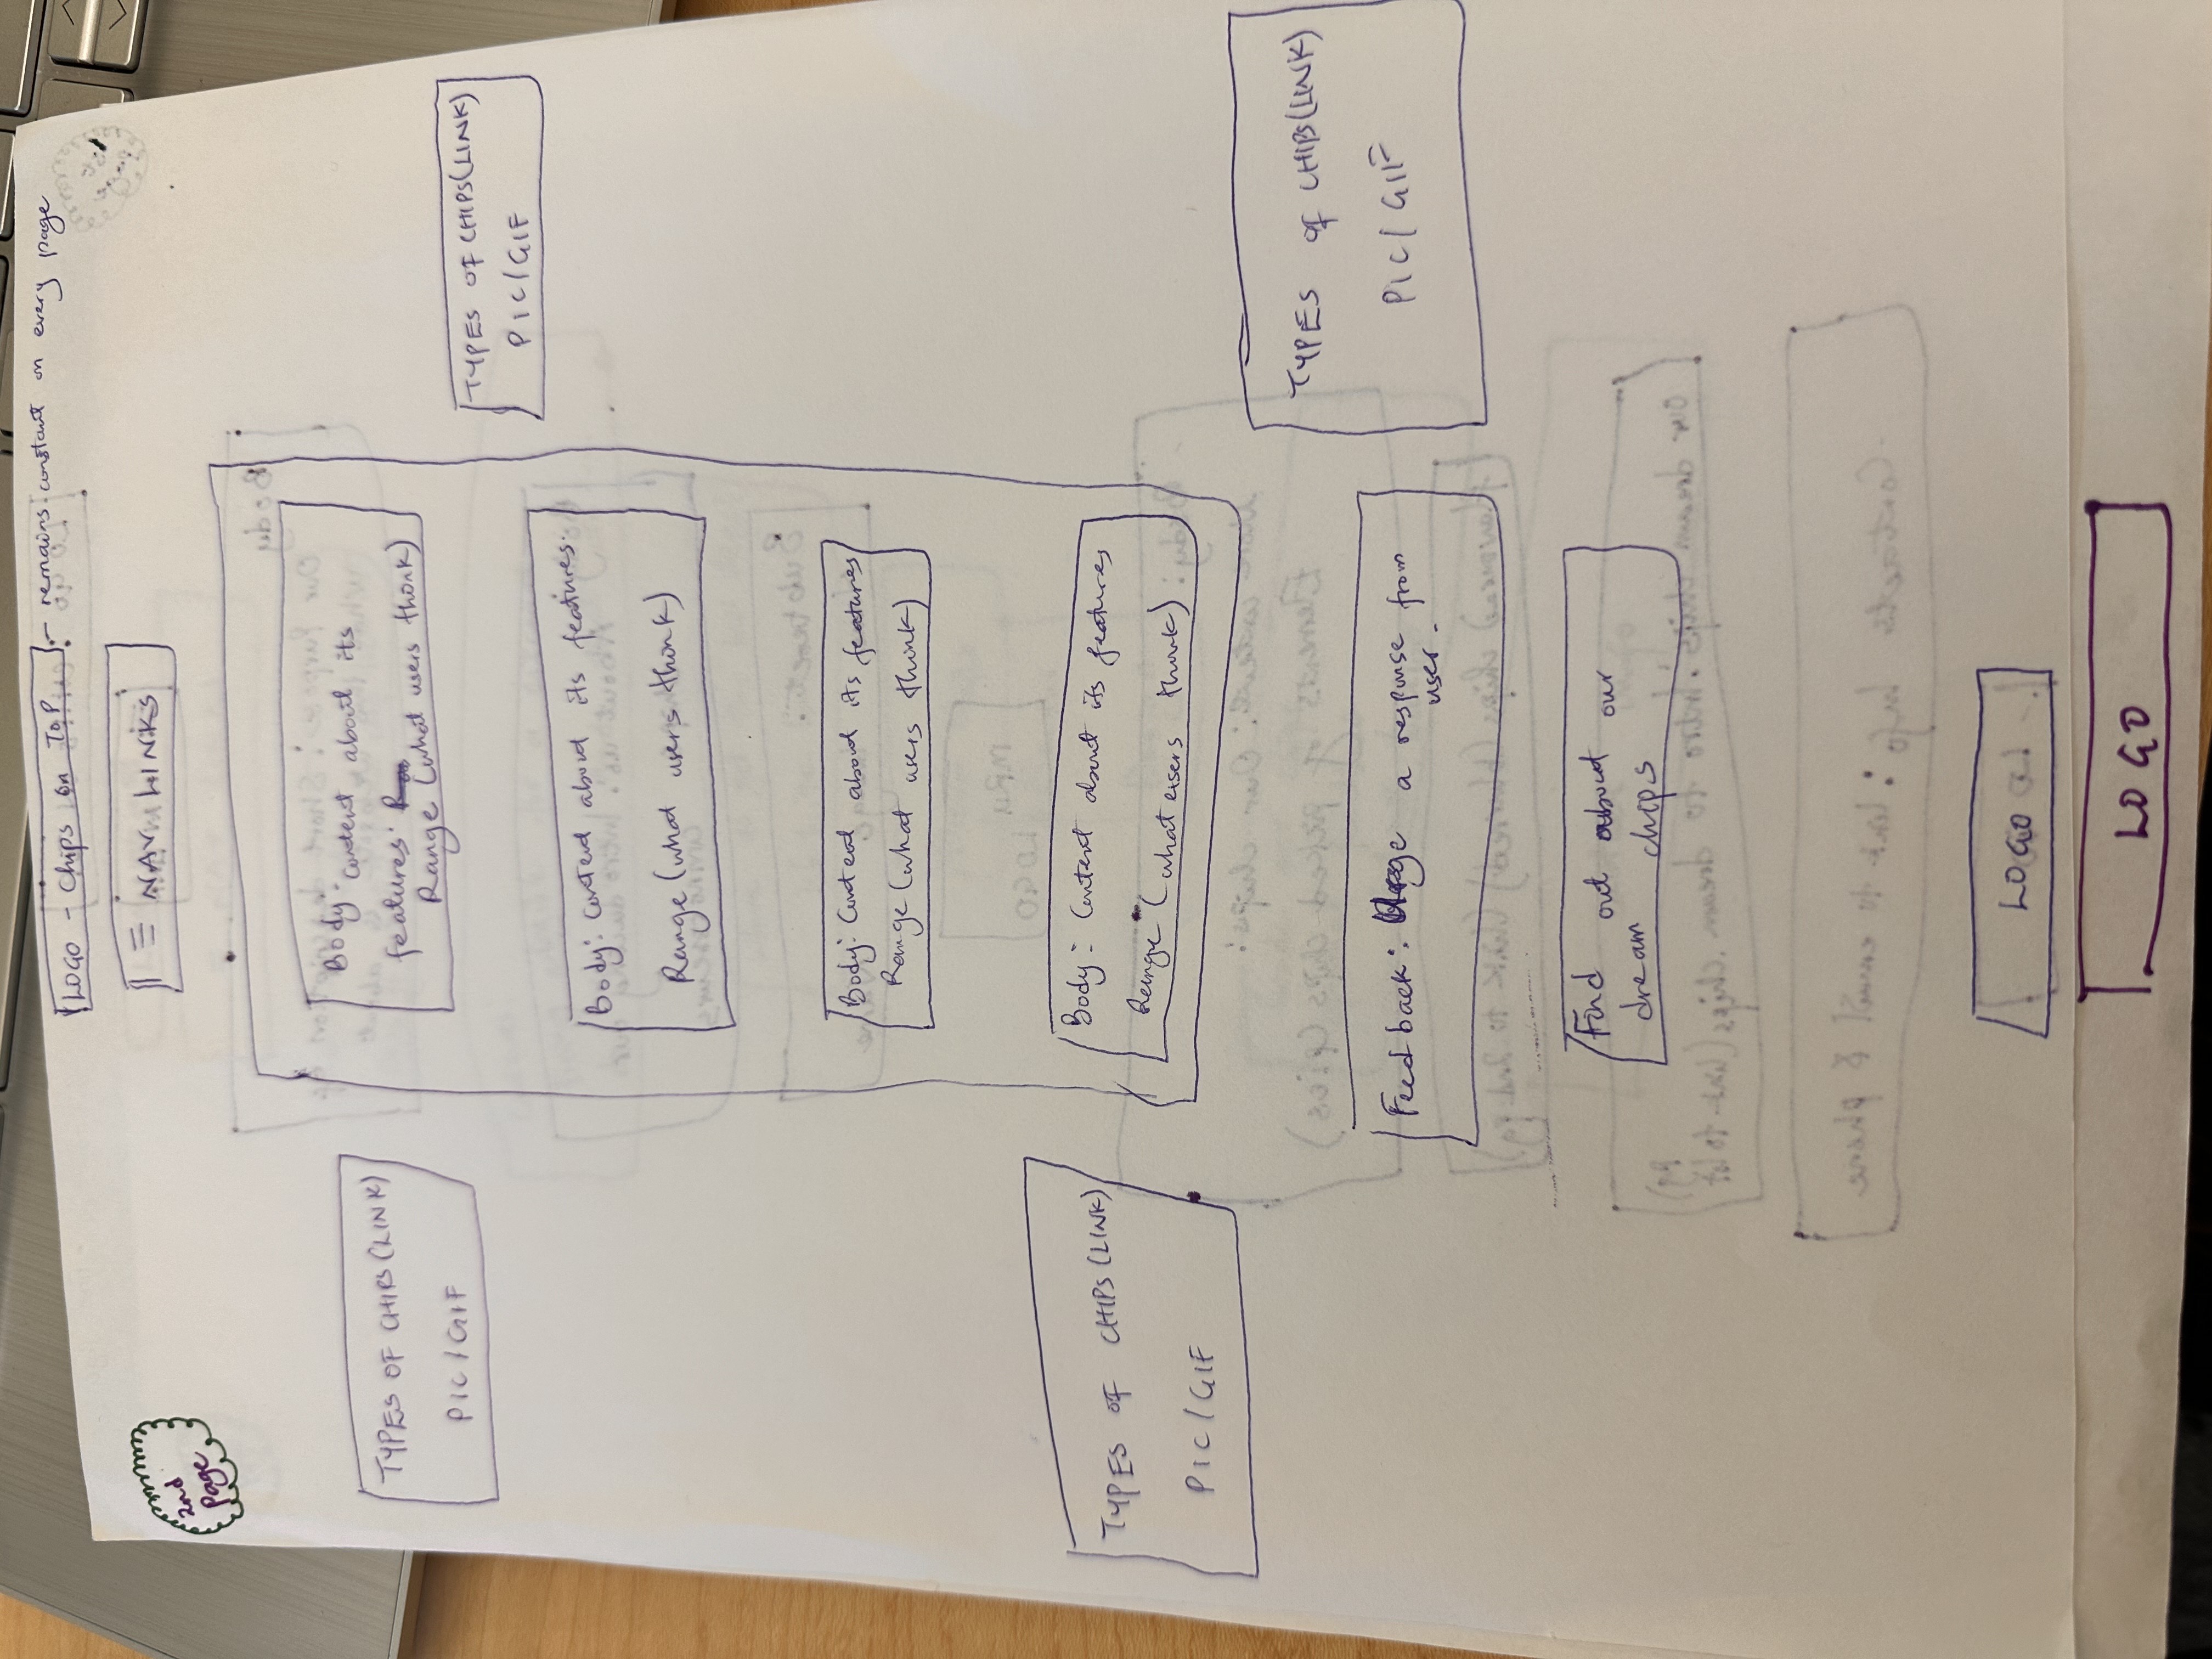 LOGO - Chips on TOP - remains constant on every page
≡ NAV LINKS
2nd
Page
Body: content about its
features:
Range (what users think)
TYPES OF CHIPS (LINK)
PIC/GIF
TYPES OF CHIPS (LINK)
PIC/GIF
Body: Content about its features.
Range (what users think)
Body: Content about its features
Range (what users think)
Body: Content about its features
Range (what users think)
TYPES OF CHIPS (LINK)
PIC/GIF
TYPES OF CHIPS (LINK)
PIC/GIF
Feedback: Urge a response from
user.
Find out about our
dream chips
LOGO
LOGO